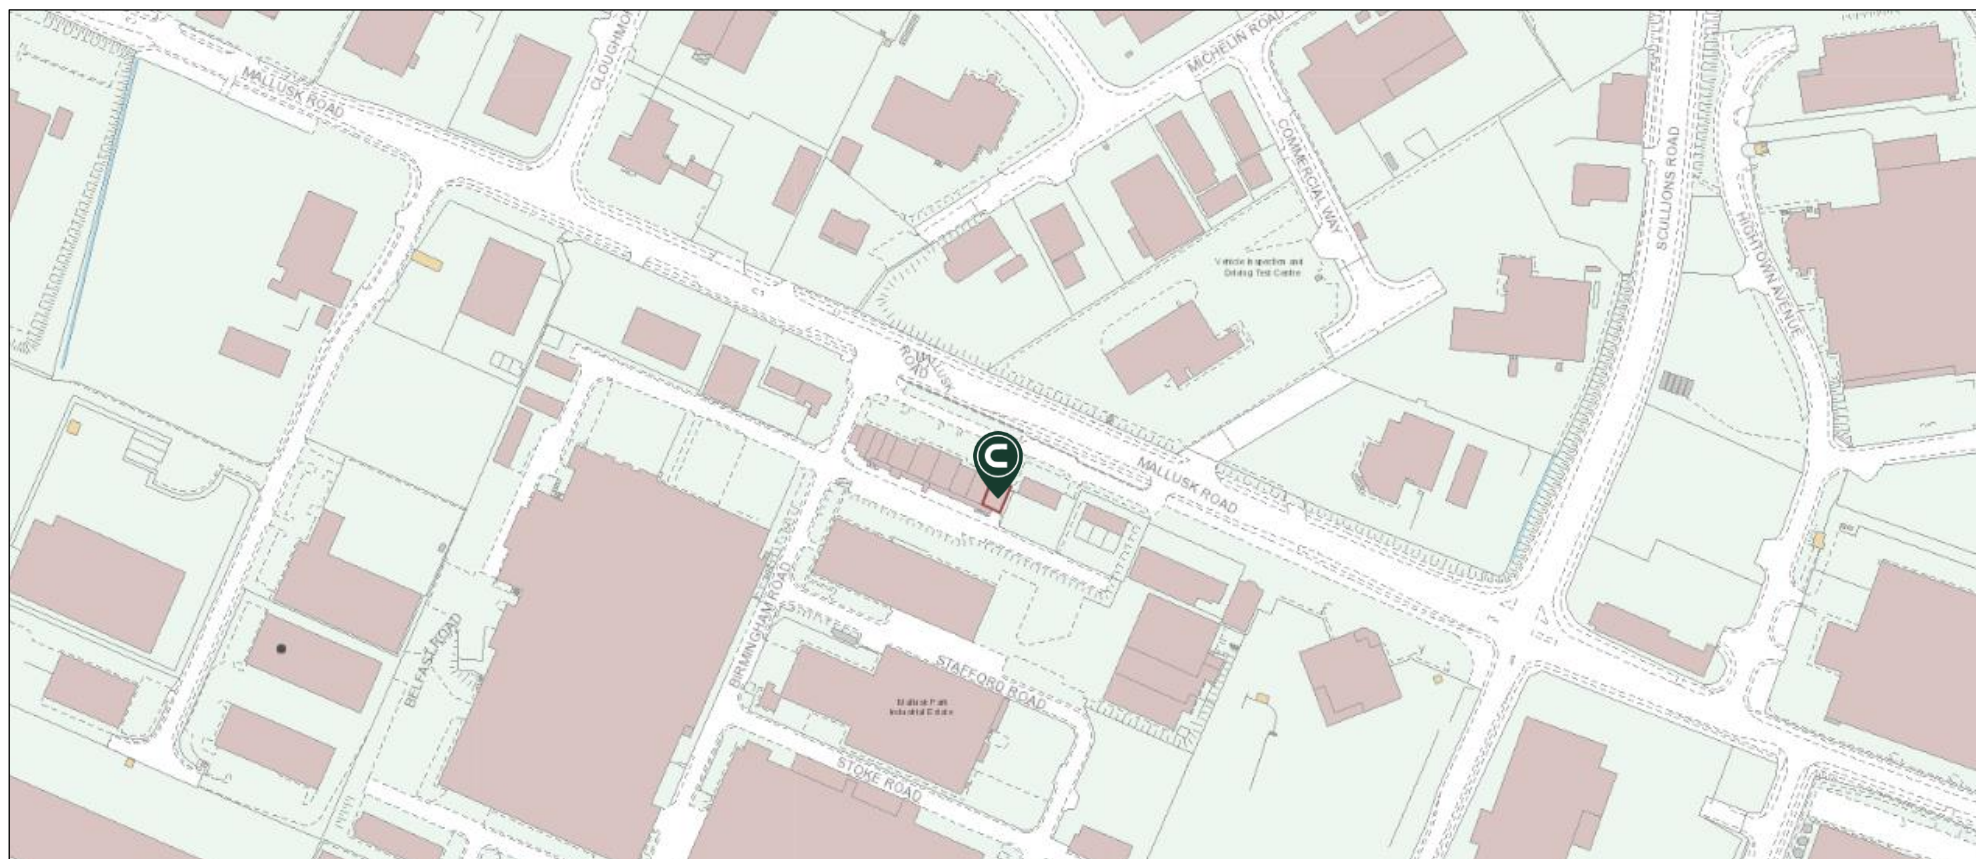 MALLUSK ROAD
CLOUGHMOR
MICHELIN ROAD
COMMERCIAL WAY
SCULLIONS ROAD
HIGHTOWN AVENUE
Vehicle Inspection and
Driving Test Centre
MALLUSK
ROAD
C
MALLUSK ROAD
BELFAST ROAD
BIRMINGHAM ROAD
STAFFORD ROAD
Mallusk Park
Industrial Estate
STOKE ROAD